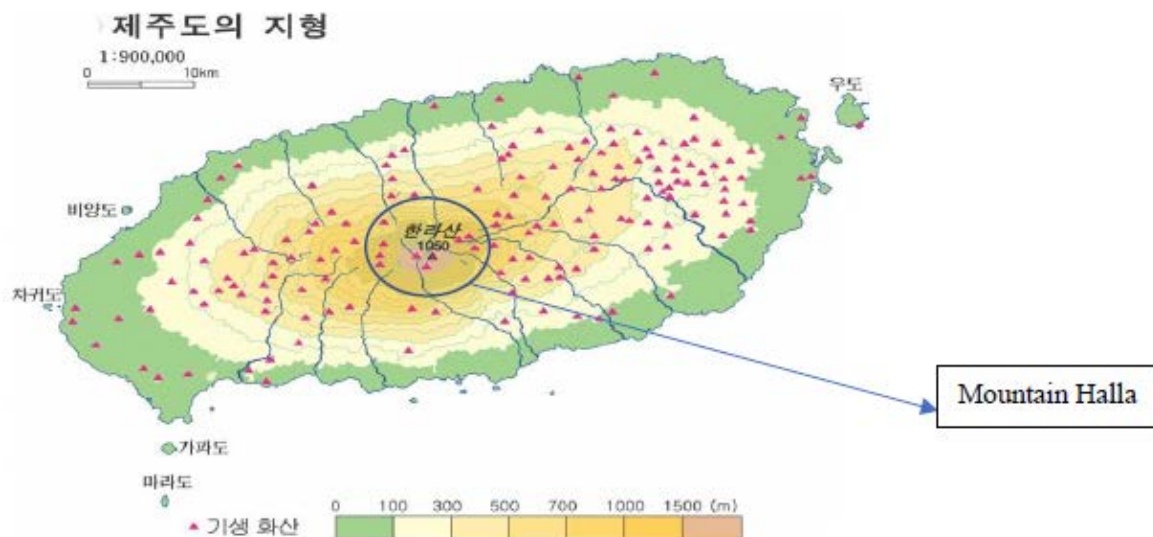 제주도의 지형
1:900,000
0 10km
우도
비양도
한라산
1950
차귀도
Mountain Halla
가파도
마라도
0 100 300 500 700 1000 1500 (m)
▲ 기생 화산